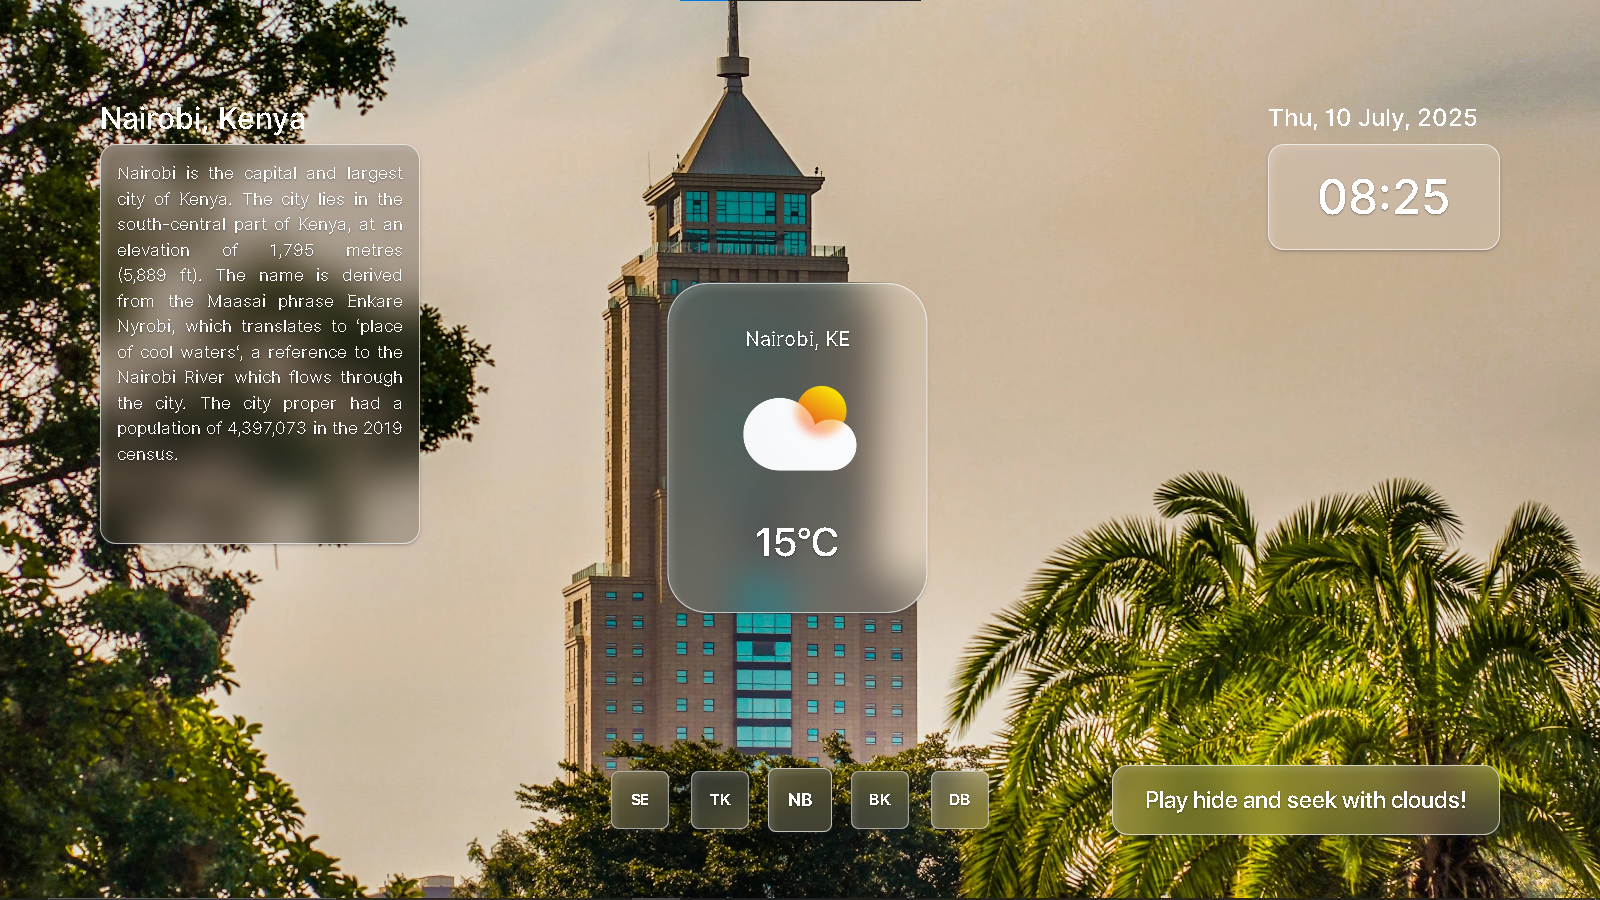 Nairobi, Kenya
Nairobi is the capital and largest
city of Kenya. The city lies in the
south-central part of Kenya, at an
elevation of 1,795 metres
(5,889 ft). The name is derived
from the Maasai phrase Enkare
Nyrobi, which translates to ‘place
of cool waters‘, a reference to the
Nairobi River which flows through
the city. The city proper had a
population of 4,397,073 in the 2019
census.
Nairobi, KE
15°C
Thu, 10 July, 2025
08:25
SE
TK
NB
BK
DB
Play hide and seek with clouds!